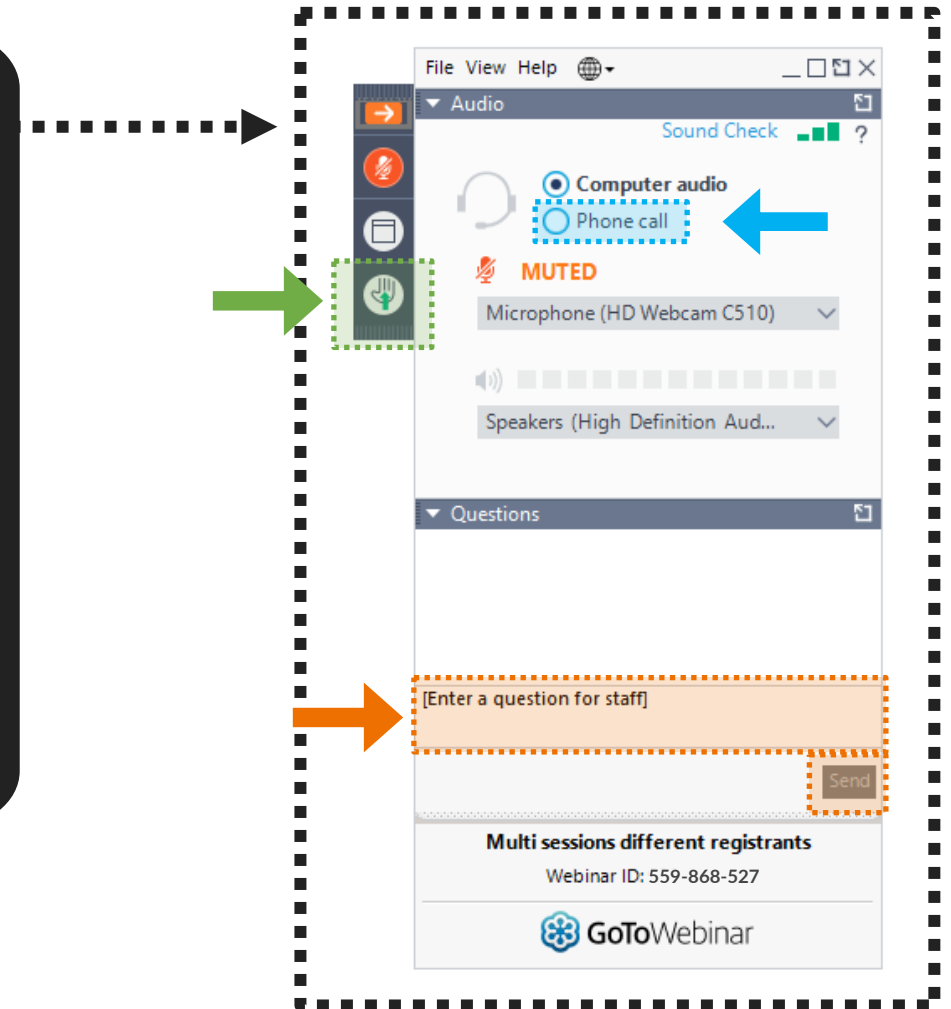 File View Help
Audio
Sound Check ?
Computer audio
Phone call
MUTED
Microphone (HD Webcam C510)
Speakers (High Definition Aud...
Questions
[Enter a question for staff]
Send
Multi sessions different registrants
Webinar ID: 559-868-527
GoToWebinar